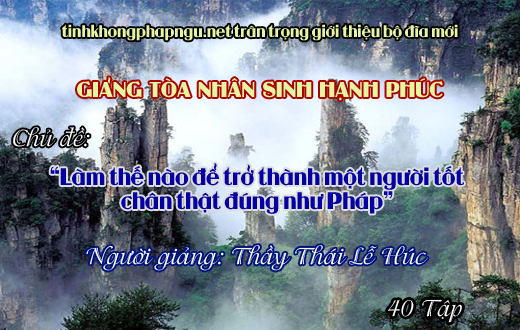 tinhkhongphapngu.net trân trọng giới thiệu bộ đĩa mới
GIẢNG TÒA NHÂN SINH HẠNH PHÚC
Chủ đề:
“Làm thế nào để trở thành một người tốt
chân thật đúng như Pháp”
Người giảng: Thầy Thái Lễ Húc
40 Tập